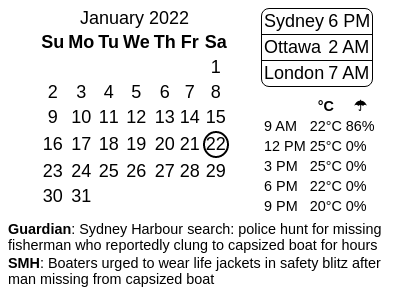 January 2022
Su Mo Tu We Th Fr Sa
1
2 3 4 5 6 7 8
9 10 11 12 13 14 15
16 17 18 19 20 21 22
23 24 25 26 27 28 29
30 31
Sydney 6 PM
Ottawa 2 AM
London 7 AM
°C ☂
9 AM 22°C 86%
12 PM 25°C 0%
3 PM 25°C 0%
6 PM 22°C 0%
9 PM 20°C 0%
Guardian: Sydney Harbour search: police hunt for missing
fisherman who reportedly clung to capsized boat for hours
SMH: Boaters urged to wear life jackets in safety blitz after
man missing from capsized boat